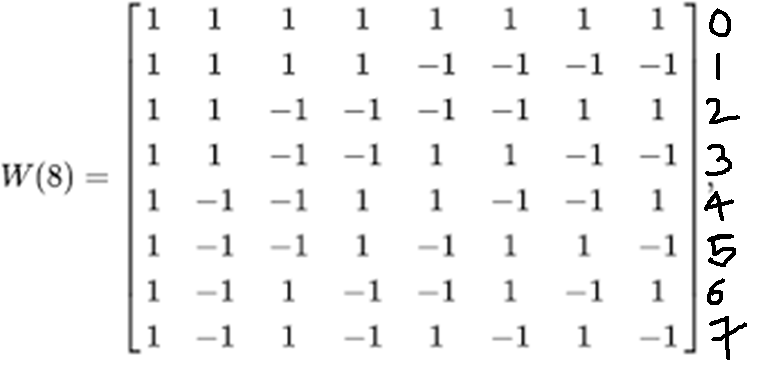 1 1 1 1 1 1 1 1 0
1 1 1 1 −1 −1 −1 −1 1
1 1 −1 −1 −1 −1 1 1 2
W(8) = 1 1 −1 −1 1 1 −1 −1 3
1 −1 −1 1 1 −1 −1 1 , 4
1 −1 −1 1 −1 1 1 −1 5
1 −1 1 −1 −1 1 −1 1 6
1 −1 1 −1 1 −1 1 −1 7